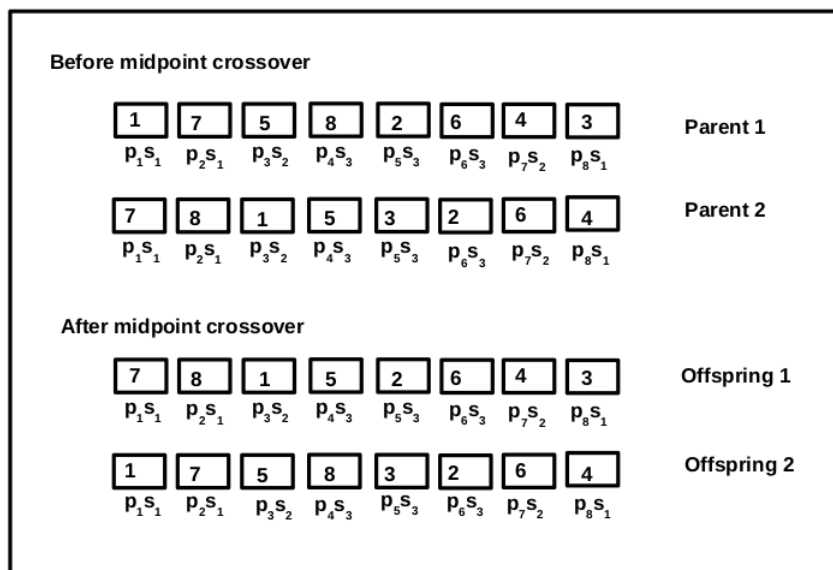 Before midpoint crossover
1 7 5 8 2 6 4 3 Parent 1
p₁s₁ p₂s₁ p₃s₂ p₄s₃ p₅s₃ p₆s₃ p₇s₂ p₈s₁
7 8 1 5 3 2 6 4 Parent 2
p₁s₁ p₂s₁ p₃s₂ p₄s₃ p₅s₃ p₆s₃ p₇s₂ p₈s₁
After midpoint crossover
7 8 1 5 2 6 4 3 Offspring 1
p₁s₁ p₂s₁ p₃s₂ p₄s₃ p₅s₃ p₆s₃ p₇s₂ p₈s₁
1 7 5 8 3 2 6 4 Offspring 2
p₁s₁ p₂s₁ p₃s₂ p₄s₃ p₅s₃ p₆s₃ p₇s₂ p₈s₁